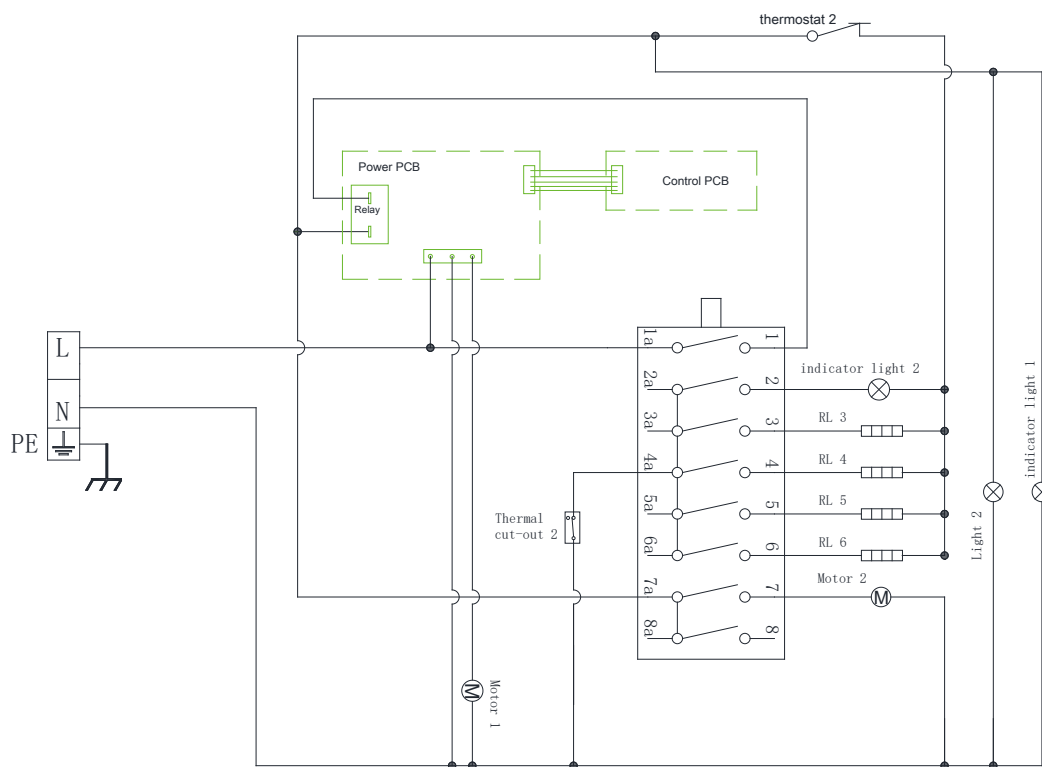 thermostat 2
Power PCB
Control PCB
Relay
L
N
PE
1a
1
2a
2
indicator light 2
3a
3
RL 3
4a
4
RL 4
5a
5
RL 5
6a
6
RL 6
7a
7
Motor 2
M
8a
8
Thermal
cut-out 2
M
Motor 1
Light 2
indicator light 1